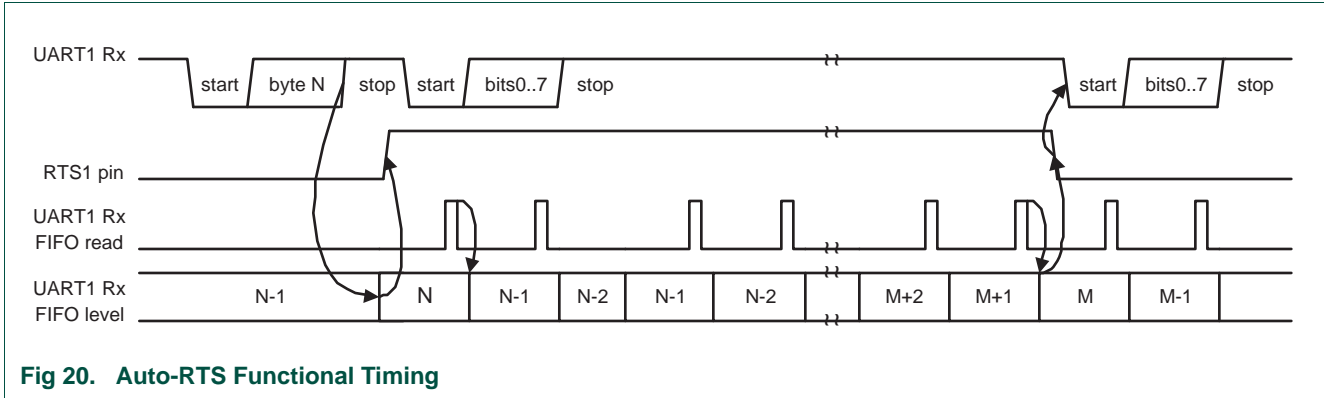 UART1 Rx
start byte N stop start bits0..7 stop start bits0..7 stop
RTS1 pin
UART1 Rx
FIFO read
UART1 Rx
FIFO level
N-1 N N-1 N-2 N-1 N-2 M+2 M+1 M M-1
Fig 20. Auto-RTS Functional Timing